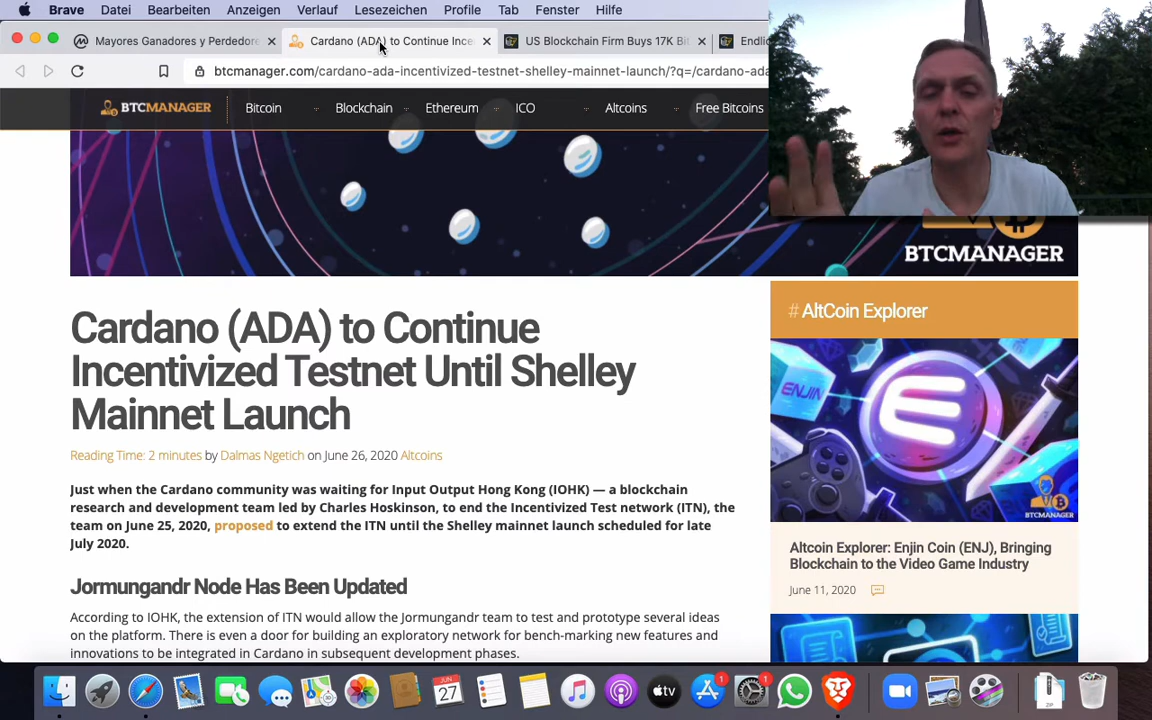 Brave Datei Bearbeiten Anzeigen Verlauf Lesezeichen Profile Tab Fenster Hilfe
Mayores Ganadores y Perdedore
Cardano (ADA) to Continue Ince
US Blockchain Firm Buys 17K Bi
Endlic
btcmanager.com/cardano-ada-incentivized-testnet-shelley-mainnet-launch/?q=/cardano-ada
BTCMANAGER Bitcoin Blockchain Ethereum ICO Altcoins Free Bitcoins
BTCMANAGER
Cardano (ADA) to Continue
Incentivized Testnet Until Shelley
Mainnet Launch
Reading Time: 2 minutes by Dalmas Ngetich on June 26, 2020 Altcoins
Just when the Cardano community was waiting for Input Output Hong Kong (IOHK) — a blockchain
research and development team led by Charles Hoskinson, to end the Incentivized Test network (ITN), the
team on June 25, 2020, proposed to extend the ITN until the Shelley mainnet launch scheduled for late
July 2020.
Jormungandr Node Has Been Updated
According to IOHK, the extension of ITN would allow the Jormungandr team to test and prototype several ideas
on the platform. There is even a door for building an exploratory network for bench-marking new features and
innovations to be integrated in Cardano in subsequent development phases.
# AltCoin Explorer
ENJIN
BTCMANAGER
Altcoin Explorer: Enjin Coin (ENJ), Bringing
Blockchain to the Video Game Industry
June 11, 2020
JUN
27
tv
1
1
ZIP